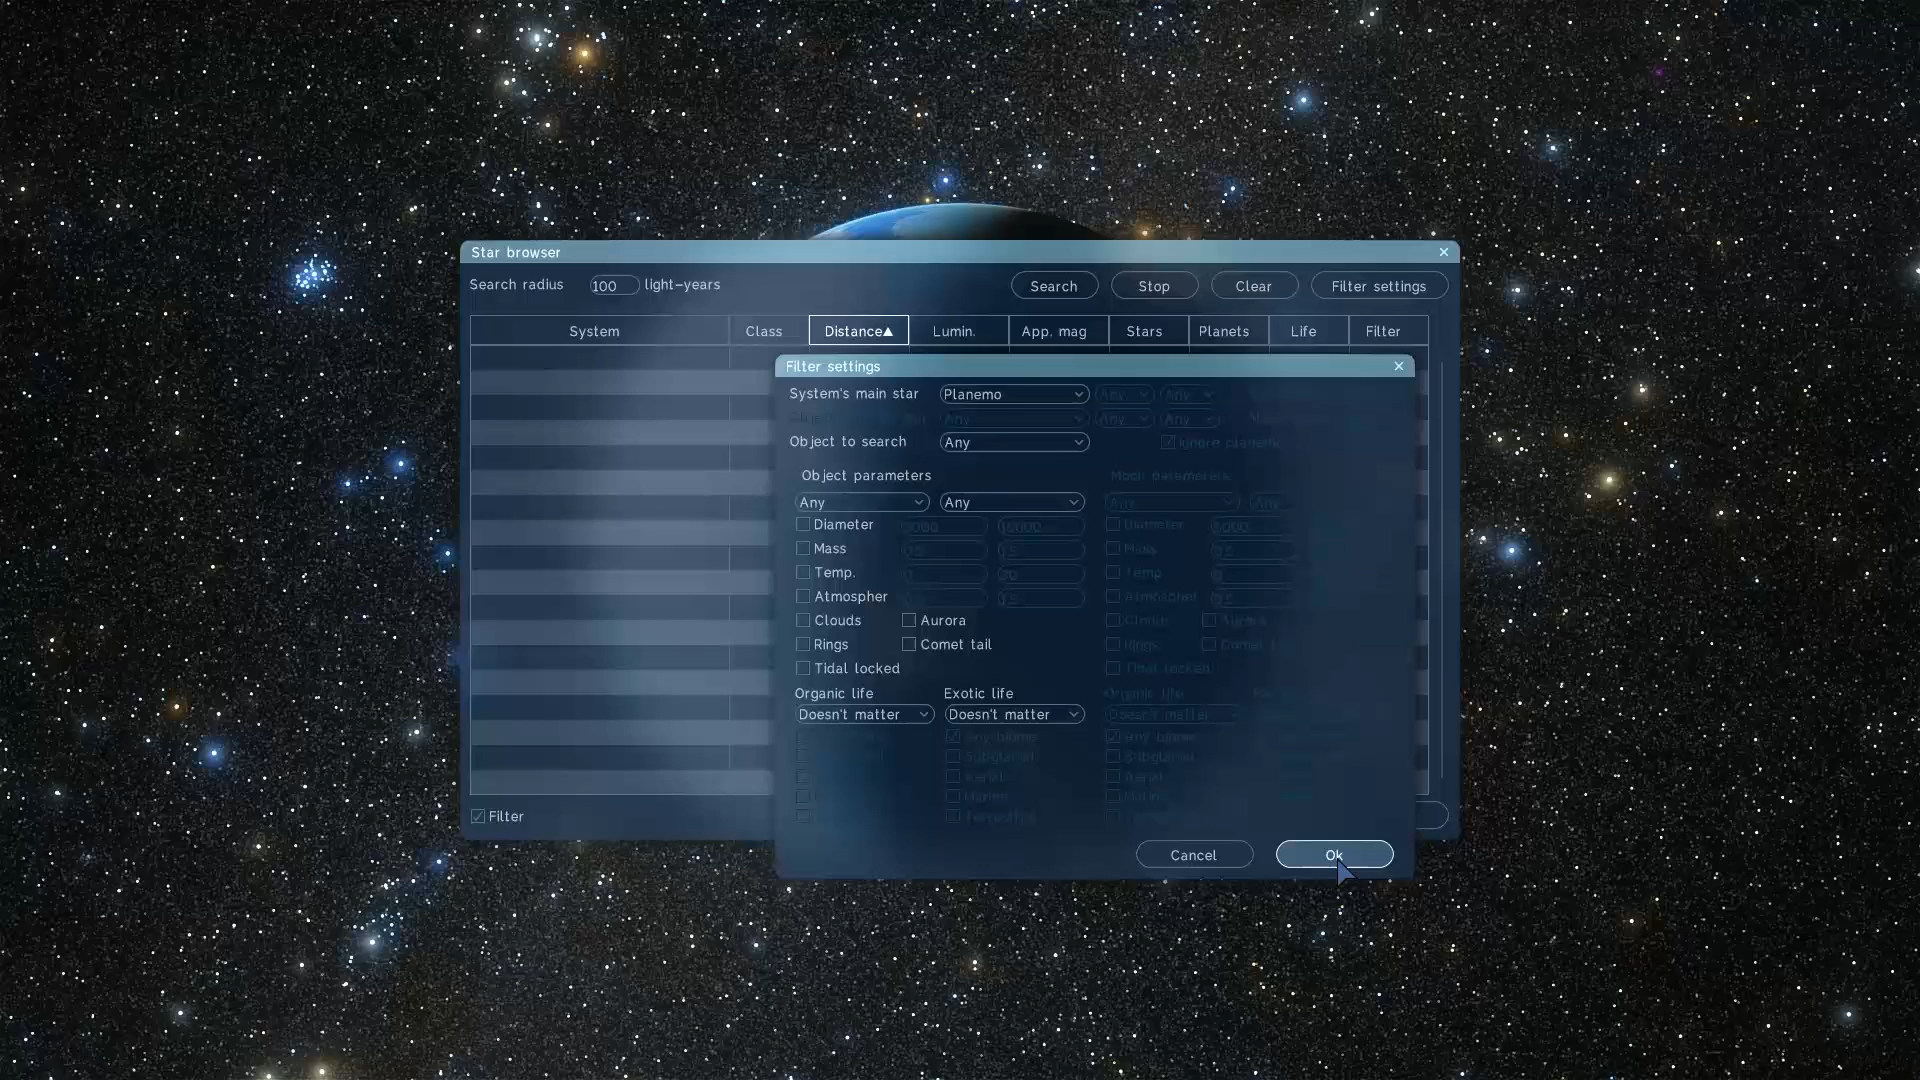 Star browser
Search radius 100 light-years Search Stop Clear Filter settings
System Class Distance▲ Lumin. App. mag Stars Planets Life Filter
Filter settings
System's main star Planemo Any Any
Any Any Any
Object to search Any Ignore planemo
Object parameters Moon parameters
Any Any Any Any
Diameter 10000 Diameter 5000
Mass Mass
Temp. Temp.
Atmospher Atmospher
Clouds Aurora Clouds Aurora
Rings Comet tail Rings Comet
Tidal locked Tidal locked
Organic life Exotic life Organic life
Doesn't matter Doesn't matter Doesn't matter
Any biome Any biome
Subglacial Subglacial
Aerial Aerial
Marine Marine
Terrestrial
Filter
Cancel Ok